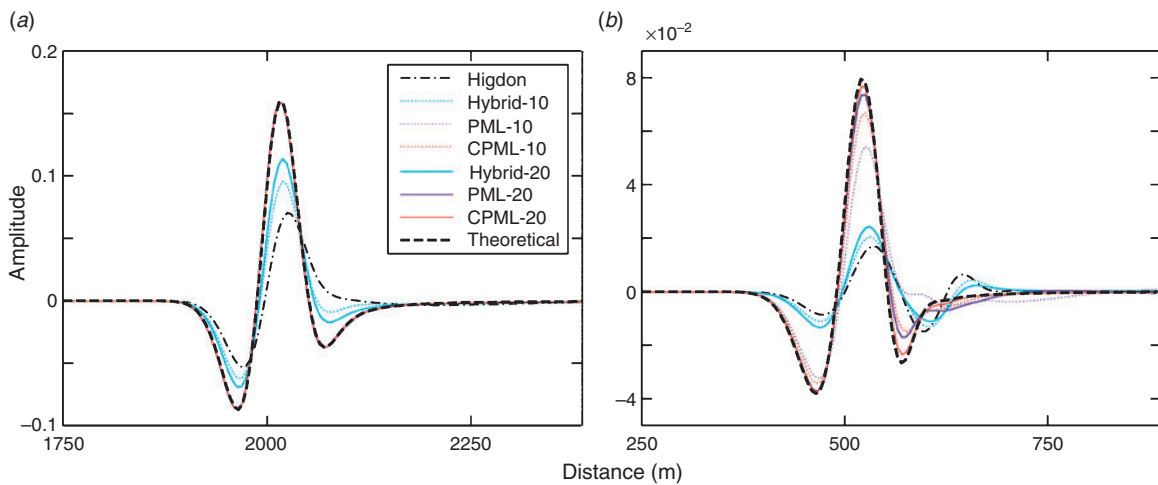 (a)
(b)
×10−2
0.2
0.1
0
−0.1
Amplitude
1750
2000
2250
Higdon
Hybrid-10
PML-10
CPML-10
Hybrid-20
PML-20
CPML-20
Theoretical
8
4
0
−4
250
500
750
Distance (m)